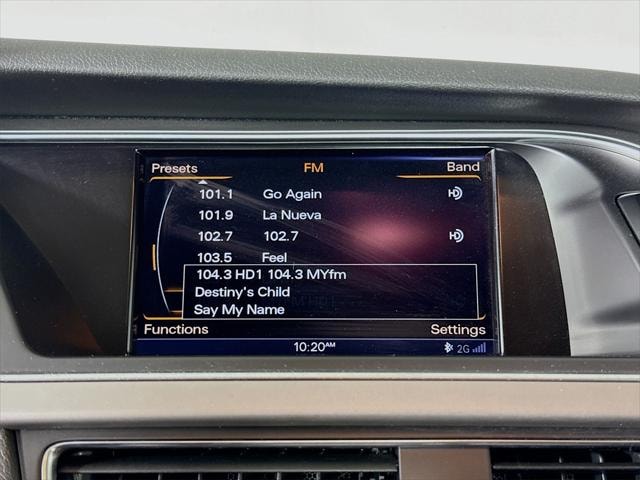 Presets FM Band
101.1 Go Again HD
101.9 La Nueva
102.7 102.7 HD
103.5 Feel
104.3 HD1 104.3 MYfm
Destiny's Child
Say My Name
Functions Settings
10:20AM 2G